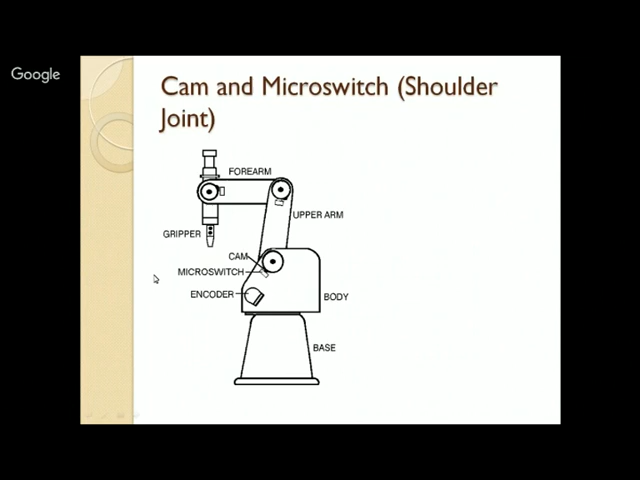 Google
Cam and Microswitch (Shoulder
Joint)
FOREARM
UPPER ARM
GRIPPER
CAM
MICROSWITCH
ENCODER
BODY
BASE